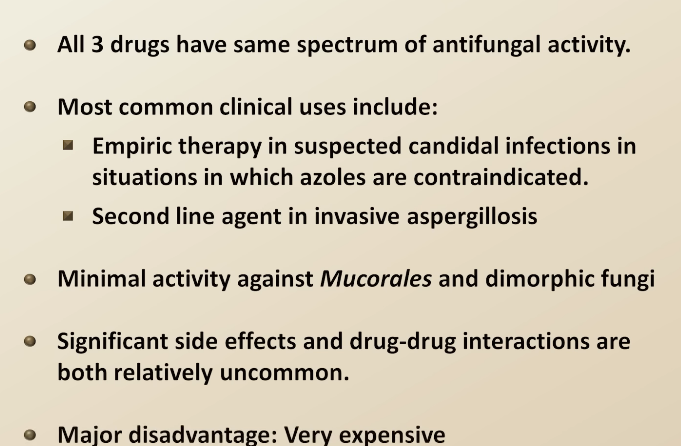 All 3 drugs have same spectrum of antifungal activity.
Most common clinical uses include:
Empiric therapy in suspected candidal infections in
situations in which azoles are contraindicated.
Second line agent in invasive aspergillosis
Minimal activity against Mucorales and dimorphic fungi
Significant side effects and drug-drug interactions are
both relatively uncommon.
Major disadvantage: Very expensive